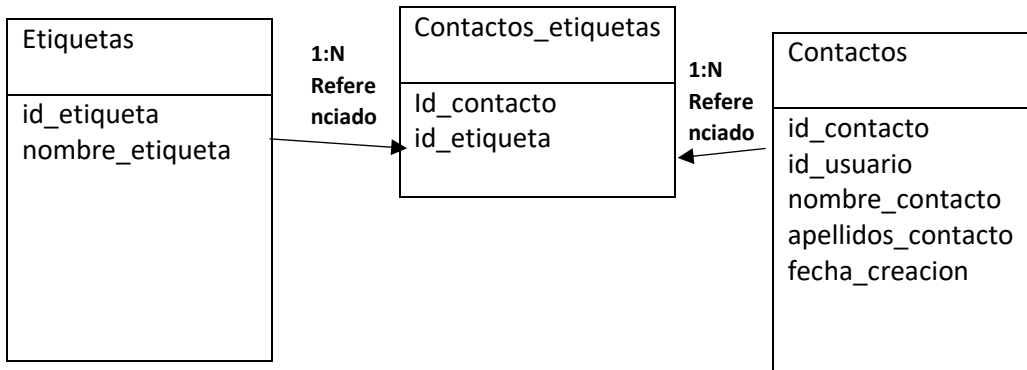 Etiquetas
id_etiqueta
nombre_etiqueta
1:N
Refere
nciado
Contactos_etiquetas
Id_contacto
id_etiqueta
1:N
Refere
nciado
Contactos
id_contacto
id_usuario
nombre_contacto
apellidos_contacto
fecha_creacion